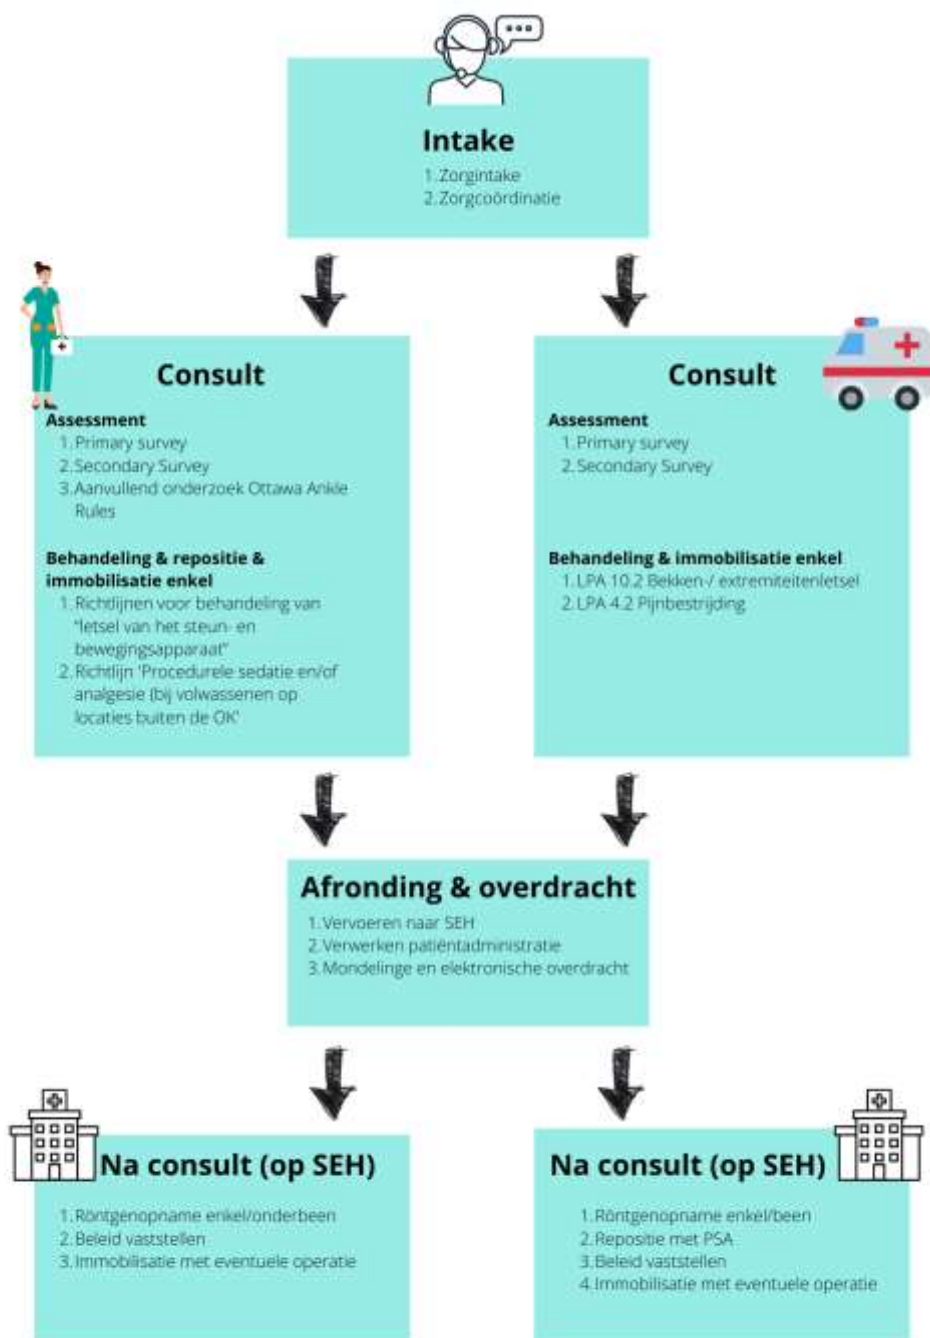 Intake
1. Zorgintake
2. Zorgcoördinatie
Consult
Assessment
1. Primary survey
2. Secondary Survey
3. Aanvullend onderzoek Ottawa Ankle
Rules
Behandeling & repositie &
immobilisatie enkel
1. Richtlijnen voor behandeling van
"letsel van het steun- en
bewegingsapparaat"
2. Richtlijn 'Procedurele sedatie en/of
analgesie (bij volwassenen op
locaties buiten de OK'
Consult
Assessment
1. Primary survey
2. Secondary Survey
Behandeling & immobilisatie enkel
1. LPA 10.2 Bekken-/ extremiteitenletsel
2. LPA 4.2 Pijnbestrijding
Afronding & overdracht
1. Vervoeren naar SEH
2. Verwerken patiëntadministratie
3. Mondelinge en elektronische overdracht
Na consult (op SEH)
1. Röntgenopname enkel/onderbeen
2. Beleid vaststellen
3. Immobilisatie met eventuele operatie
Na consult (op SEH)
1. Röntgenopname enkel/been
2. Repositie met PSA
3. Beleid vaststellen
4. Immobilisatie met eventuele operatie